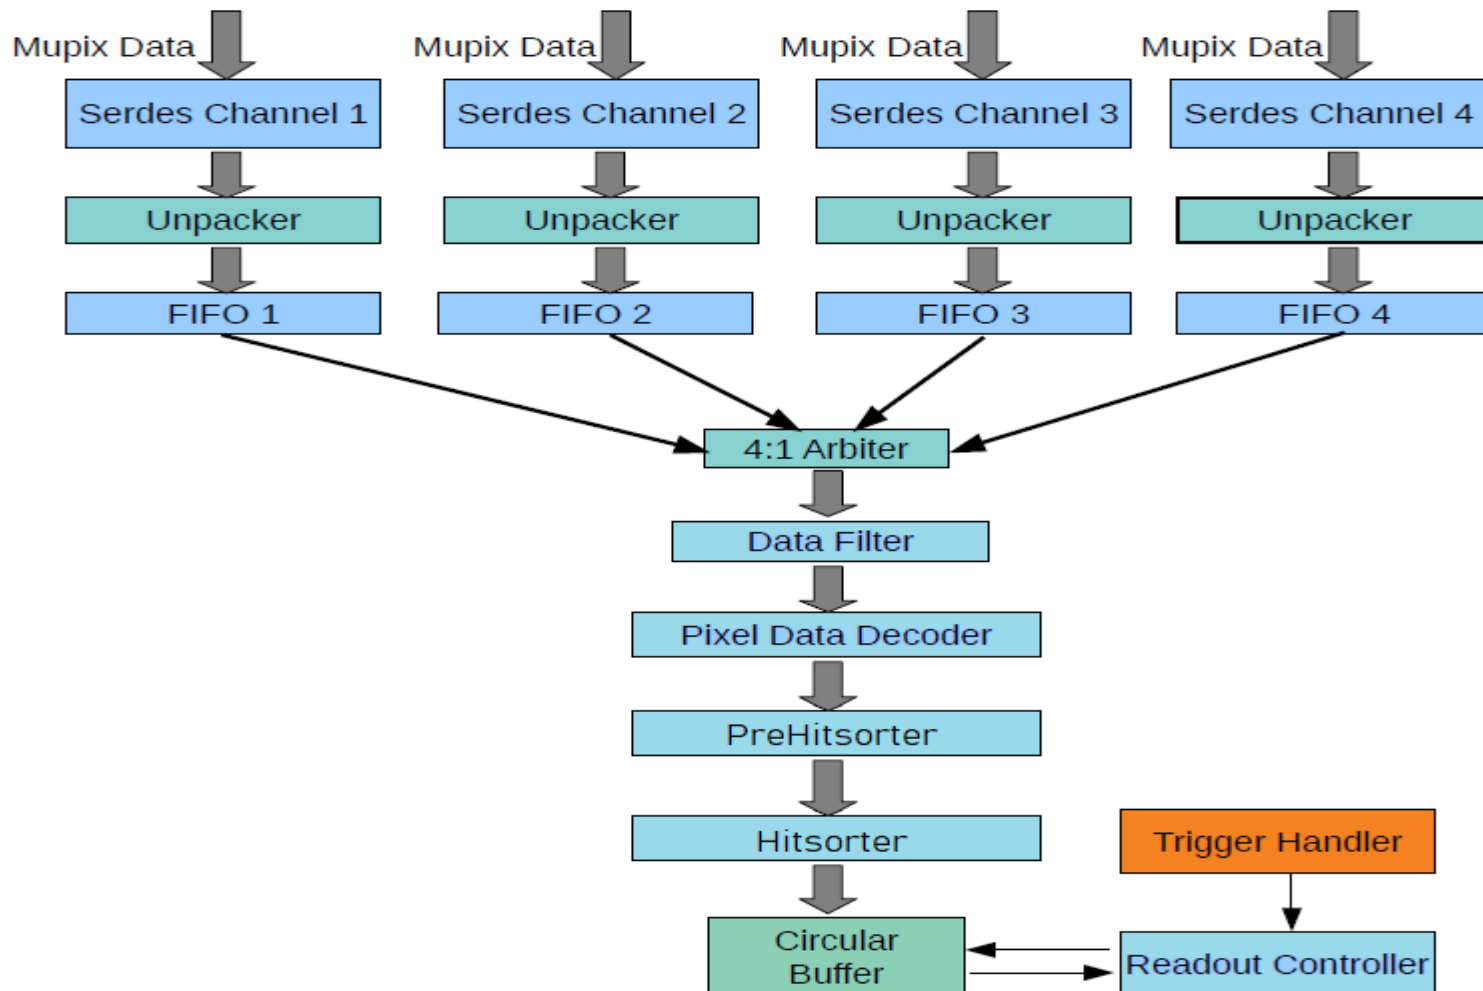 Mupix Data Mupix Data Mupix Data Mupix Data
Serdes Channel 1 Serdes Channel 2 Serdes Channel 3 Serdes Channel 4
Unpacker Unpacker Unpacker Unpacker
FIFO 1 FIFO 2 FIFO 3 FIFO 4
4:1 Arbiter
Data Filter
Pixel Data Decoder
PreHitsorter
Hitsorter
Trigger Handler
Circular
Buffer
Readout Controller